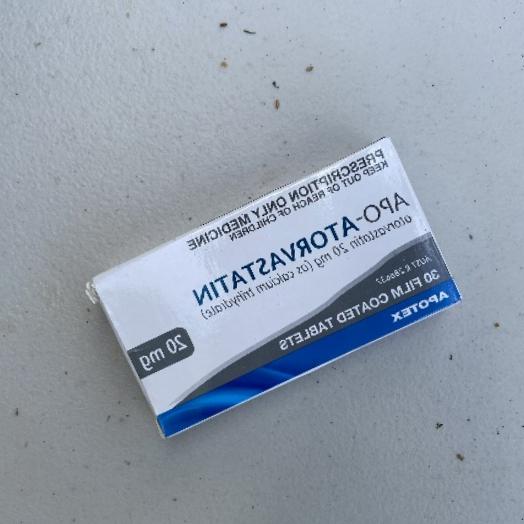 PRESCRIPTION ONLY MEDICINE
KEEP OUT OF REACH OF CHILDREN
APO-ATORVASTATIN
atorvastatin 20 mg (as calcium trihydrate)
20 mg
AUST R
30 FILM COATED TABLETS
APOTEX